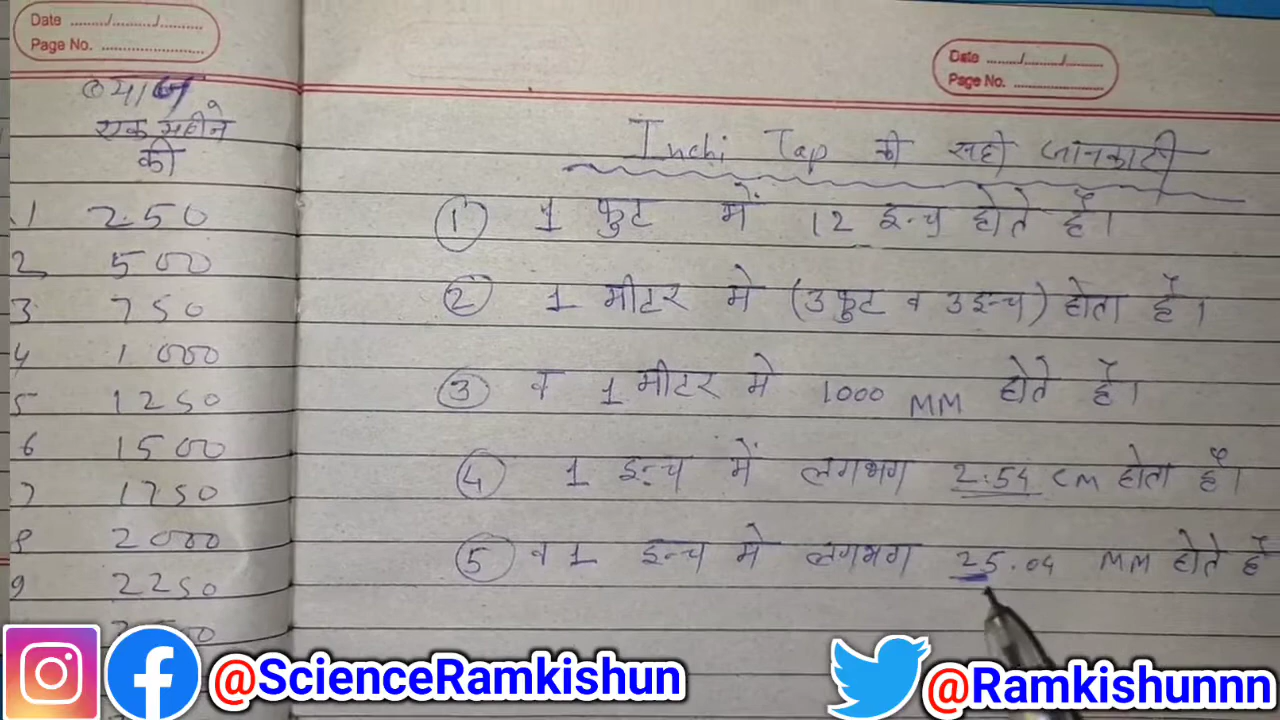 Date ......./......./.......
Page No. .......................
ब्याज
एक महीने
की
1 250
2 500
3 750
4 1000
5 1250
6 1500
7 1750
8 2000
9 2250
Date ......./......./.......
Page No. .......................
Inchi Tap की सही जानकारी
① 1 फुट में 12 इन्च होते हैं।
② 1 मीटर मे (3 फुट व 3 इन्च) होता हैं।
③ व 1 मीटर मे 1000 MM होते हैं।
④ 1 इन्च में लगभग 2.54 CM होता हैं।
⑤ व 1 इन्च मे लगभग 25.04 MM होते हैं
@ScienceRamkishun
@Ramkishunnn